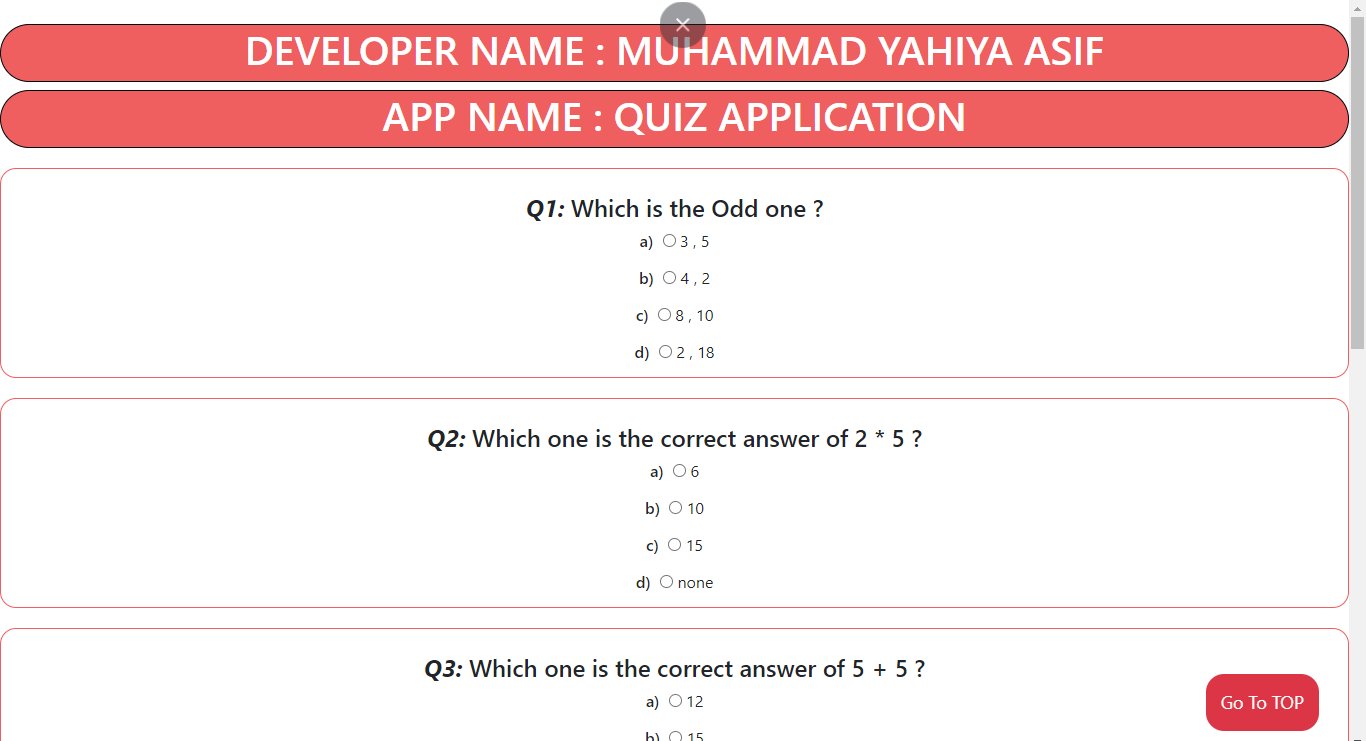 DEVELOPER NAME : MUHAMMAD YAHIYA ASIF
APP NAME : QUIZ APPLICATION
Q1: Which is the Odd one ?
a) 3 , 5
b) 4 , 2
c) 8 , 10
d) 2 , 18
Q2: Which one is the correct answer of 2 * 5 ?
a) 6
b) 10
c) 15
d) none
Q3: Which one is the correct answer of 5 + 5 ?
a) 12
b) 15
Go To TOP